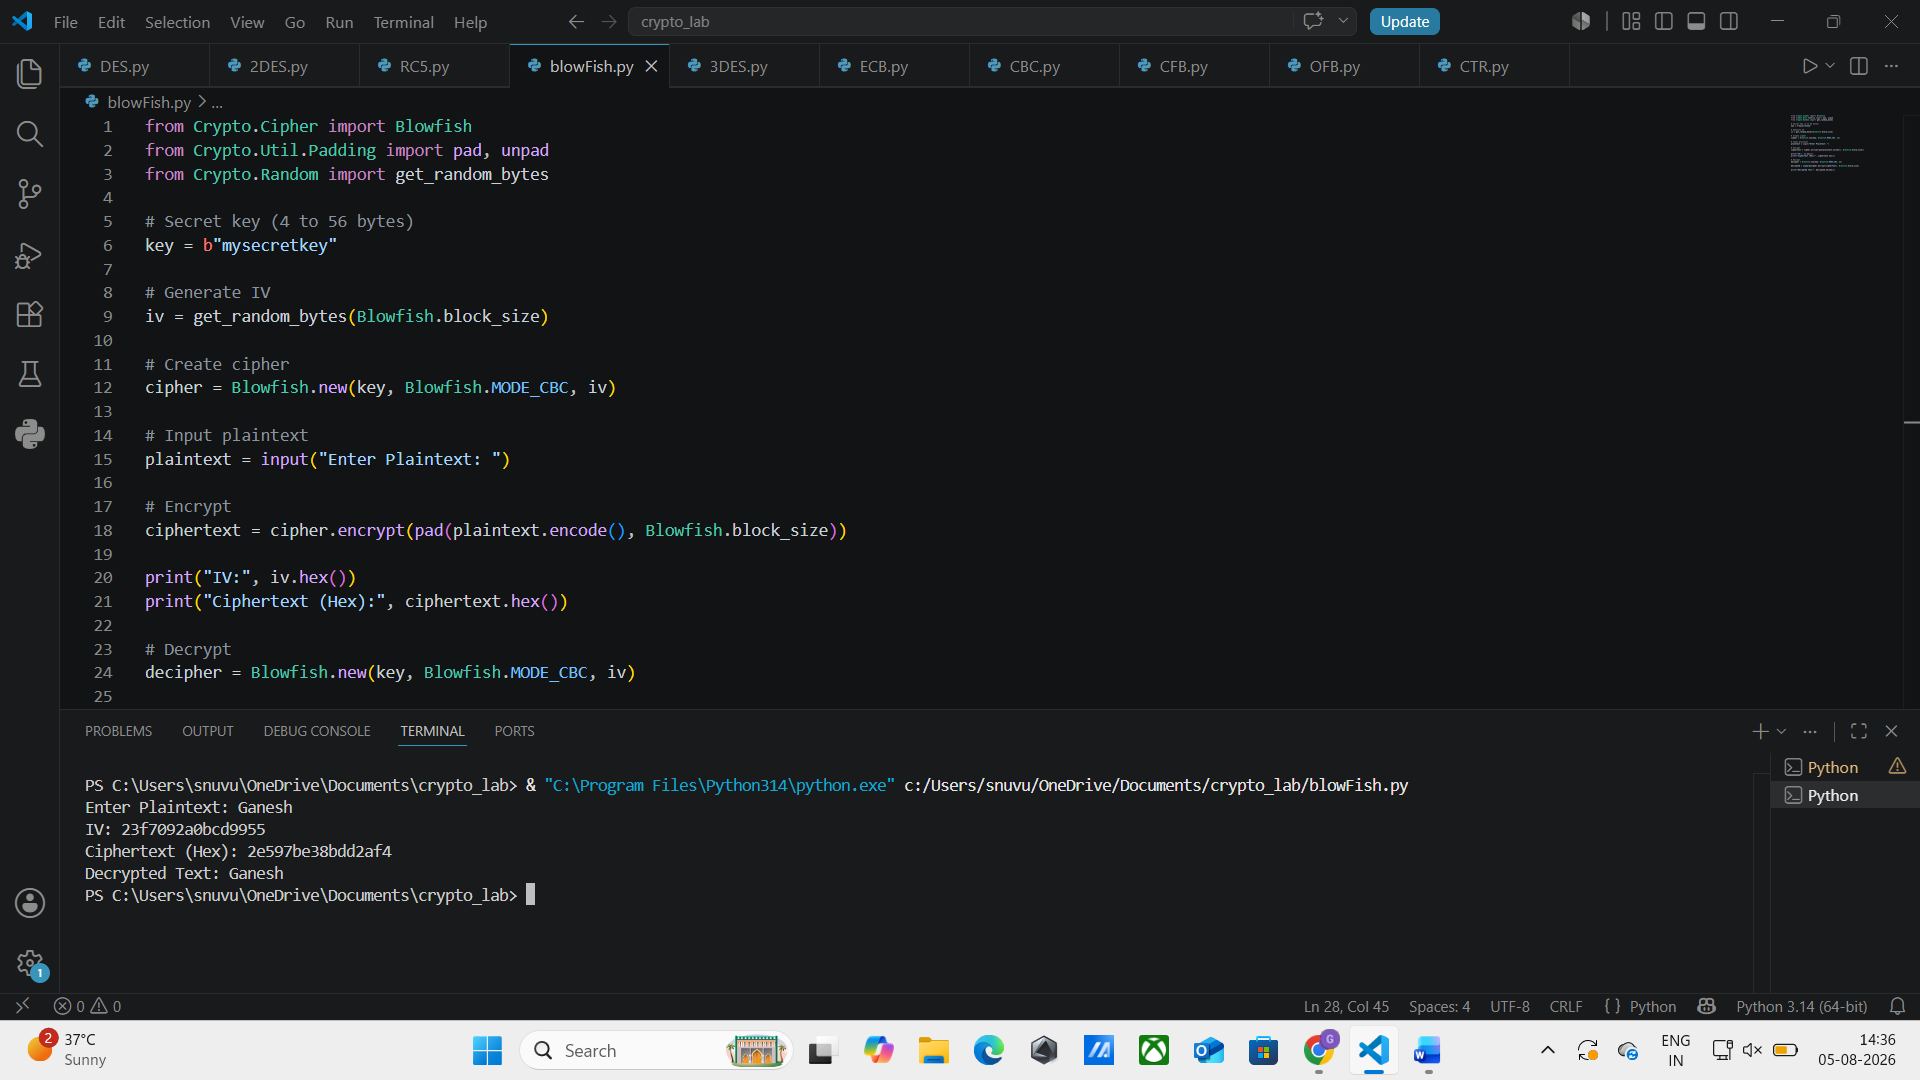 File Edit Selection View Go Run Terminal Help
crypto_lab
Update
DES.py 2DES.py RC5.py blowFish.py 3DES.py ECB.py CBC.py CFB.py OFB.py CTR.py
blowFish.py > ...
1 from Crypto.Cipher import Blowfish
2 from Crypto.Util.Padding import pad, unpad
3 from Crypto.Random import get_random_bytes
4
5 # Secret key (4 to 56 bytes)
6 key = b"mysecretkey"
7
8 # Generate IV
9 iv = get_random_bytes(Blowfish.block_size)
10
11 # Create cipher
12 cipher = Blowfish.new(key, Blowfish.MODE_CBC, iv)
13
14 # Input plaintext
15 plaintext = input("Enter Plaintext: ")
16
17 # Encrypt
18 ciphertext = cipher.encrypt(pad(plaintext.encode(), Blowfish.block_size))
19
20 print("IV:", iv.hex())
21 print("Ciphertext (Hex):", ciphertext.hex())
22
23 # Decrypt
24 decipher = Blowfish.new(key, Blowfish.MODE_CBC, iv)
25
PROBLEMS OUTPUT DEBUG CONSOLE TERMINAL PORTS
PS C:\Users\snuvu\OneDrive\Documents\crypto_lab> & "C:\Program Files\Python314\python.exe" c:/Users/snuvu/OneDrive/Documents/crypto_lab/blowFish.py
Enter Plaintext: Ganesh
IV: 23f7092a0bcd9955
Ciphertext (Hex): 2e597be38bdd2af4
Decrypted Text: Ganesh
PS C:\Users\snuvu\OneDrive\Documents\crypto_lab>
Python
Python
1
0 0
Ln 28, Col 45 Spaces: 4 UTF-8 CRLF { } Python Python 3.14 (64-bit)
2
37°C
Sunny
Search
G
ENG
IN
14:36
05-08-2026